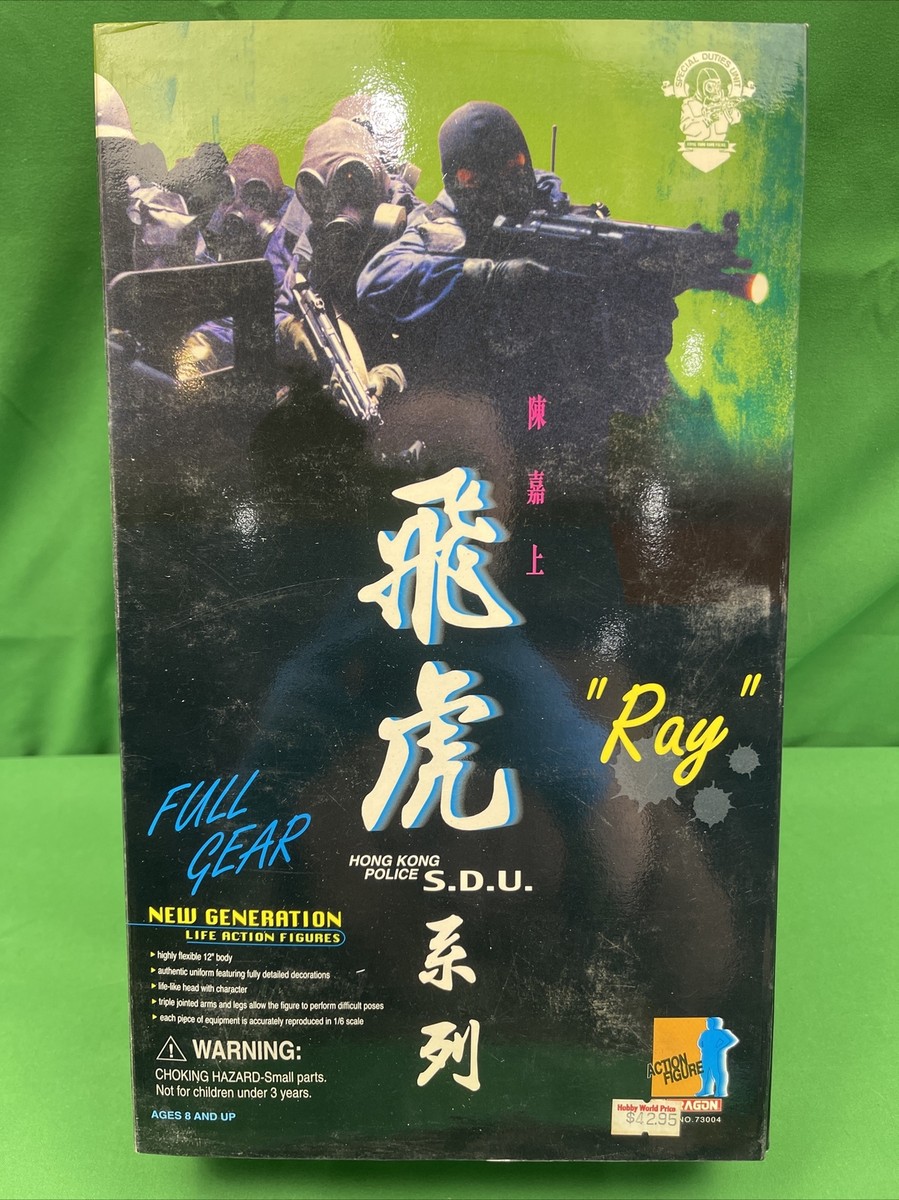 SPECIAL DUTIES UNIT
陳嘉上
飛虎
"Ray"
FULL
GEAR
HONG KONG
POLICE S.D.U.
系列
NEW GENERATION
LIFE ACTION FIGURES
highly flexible 12" body
authentic uniform featuring fully detailed decorations
life-like head with character
triple jointed arms and legs allow the figure to perform difficult poses
each piece of equipment is accurately reproduced in 1/6 scale
WARNING:
CHOKING HAZARD-Small parts.
Not for children under 3 years.
AGES 8 AND UP
ACTION
FIGURE
Hobby World Price
$42.95
RAGON
NO.73004